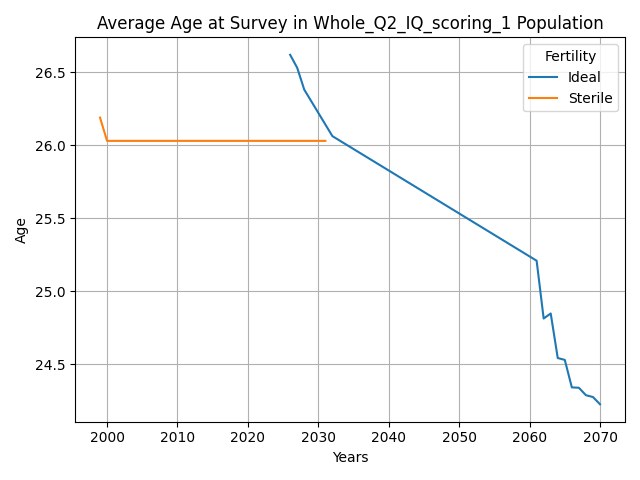 Average Age at Survey in Whole_Q2_IQ_scoring_1 Population
Fertility
Ideal
Sterile
26.5
26.0
25.5
25.0
24.5
Age
2000 2010 2020 2030 2040 2050 2060 2070
Years